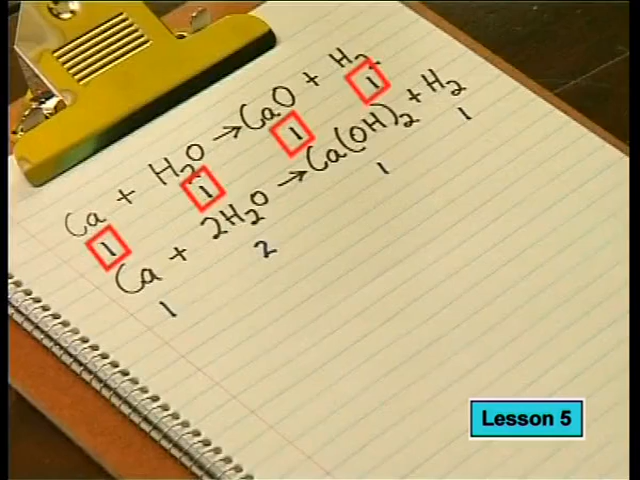 Ca + H₂O → CaO + H₂
1 1 1 1
Ca + 2H₂O → Ca(OH)₂ + H₂
1 2 1 1
Lesson 5